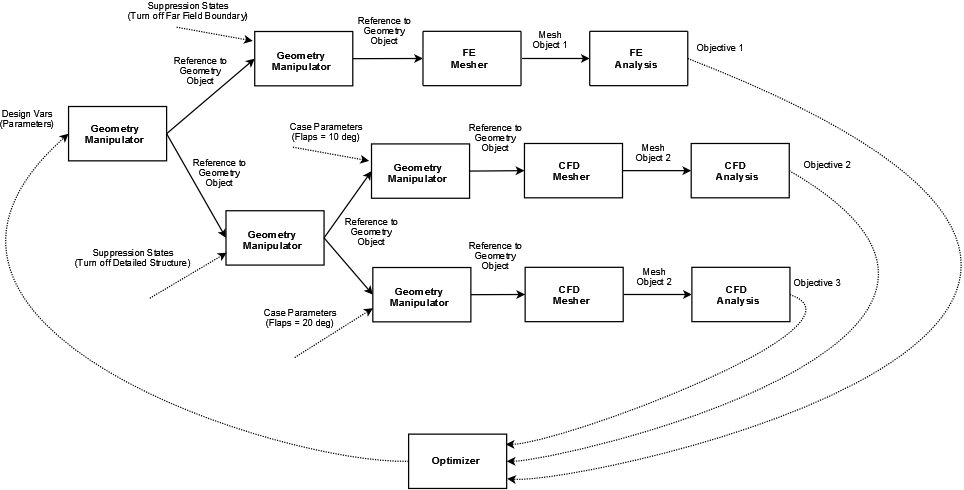 Suppression States
(Turn off Far Field Boundary)
Geometry
Manipulator
Reference to
Geometry
Object
FE
Mesher
Mesh
Object 1
FE
Analysis
Objective 1
Reference to
Geometry
Object
Design Vars
(Parameters)
Geometry
Manipulator
Reference to
Geometry
Object
Case Parameters
(Flaps = 10 deg)
Geometry
Manipulator
Reference to
Geometry
Object
CFD
Mesher
Mesh
Object 2
CFD
Analysis
Objective 2
Suppression States
(Turn off Detailed Structure)
Geometry
Manipulator
Reference to
Geometry
Object
Case Parameters
(Flaps = 20 deg)
Geometry
Manipulator
Reference to
Geometry
Object
CFD
Mesher
Mesh
Object 2
CFD
Analysis
Objective 3
Optimizer